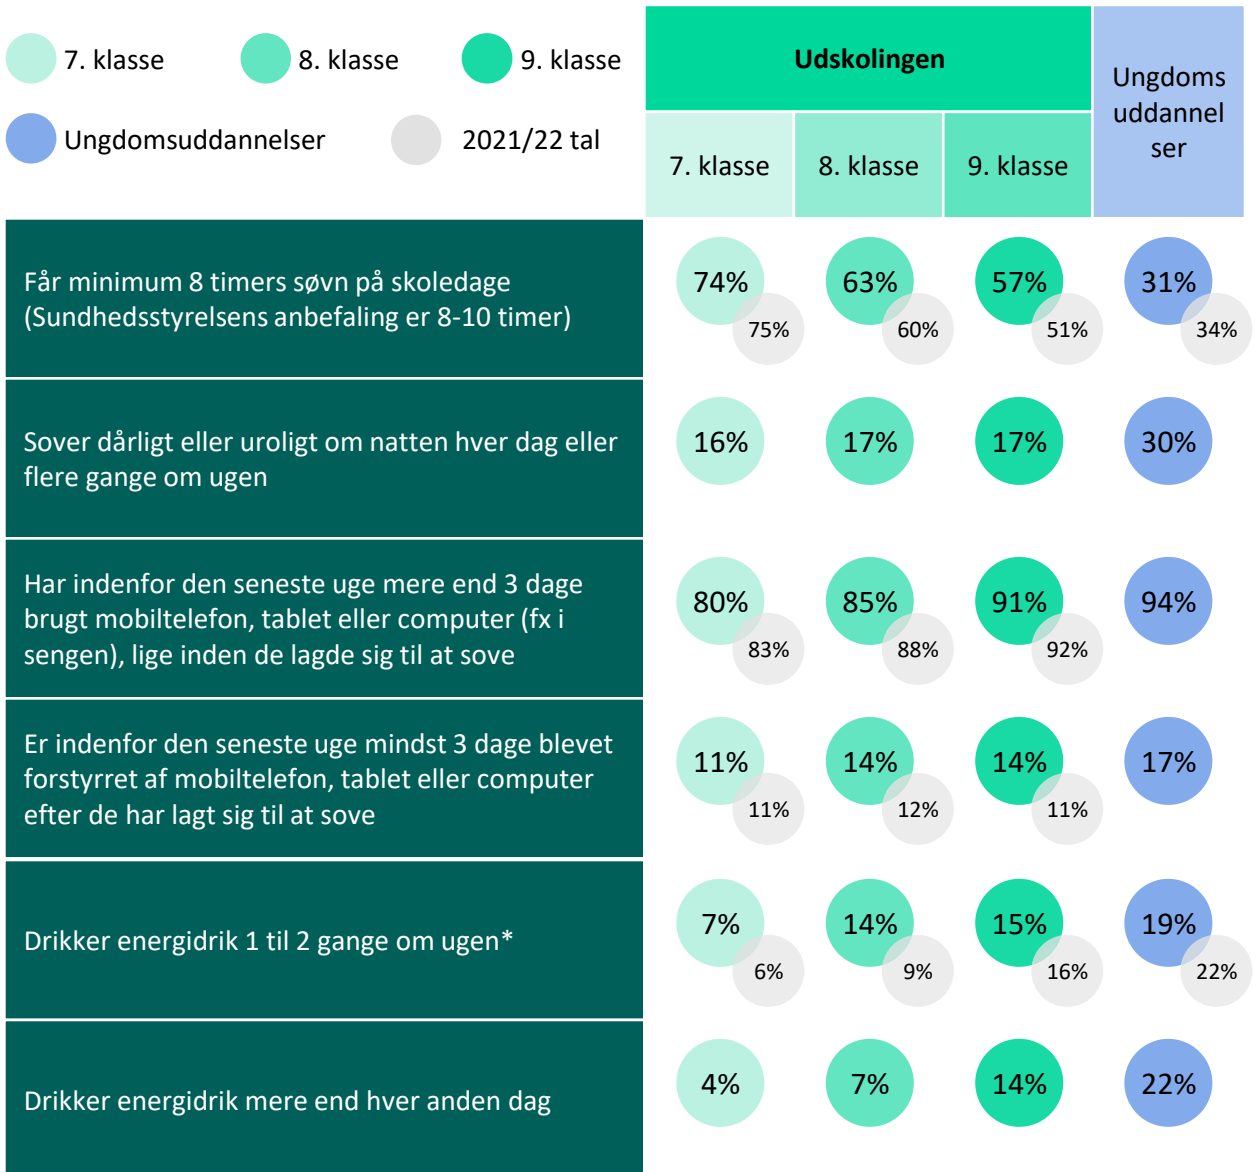 7. klasse
8. klasse
9. klasse
Ungdomsuddannelser
2021/22 tal
Udskolingen
Ungdoms
uddannel
ser
7. klasse
8. klasse
9. klasse
Får minimum 8 timers søvn på skoledage
(Sundhedsstyrelsens anbefaling er 8-10 timer)
74%
63%
57%
31%
75%
60%
51%
34%
Sover dårligt eller uroligt om natten hver dag eller
flere gange om ugen
16%
17%
17%
30%
Har indenfor den seneste uge mere end 3 dage
brugt mobiltelefon, tablet eller computer (fx i
sengen), lige inden de lagde sig til at sove
80%
85%
91%
94%
83%
88%
92%
Er indenfor den seneste uge mindst 3 dage blevet
forstyrret af mobiltelefon, tablet eller computer
efter de har lagt sig til at sove
11%
14%
14%
17%
11%
12%
11%
Drikker energidrik 1 til 2 gange om ugen*
7%
14%
15%
19%
6%
9%
16%
22%
Drikker energidrik mere end hver anden dag
4%
7%
14%
22%